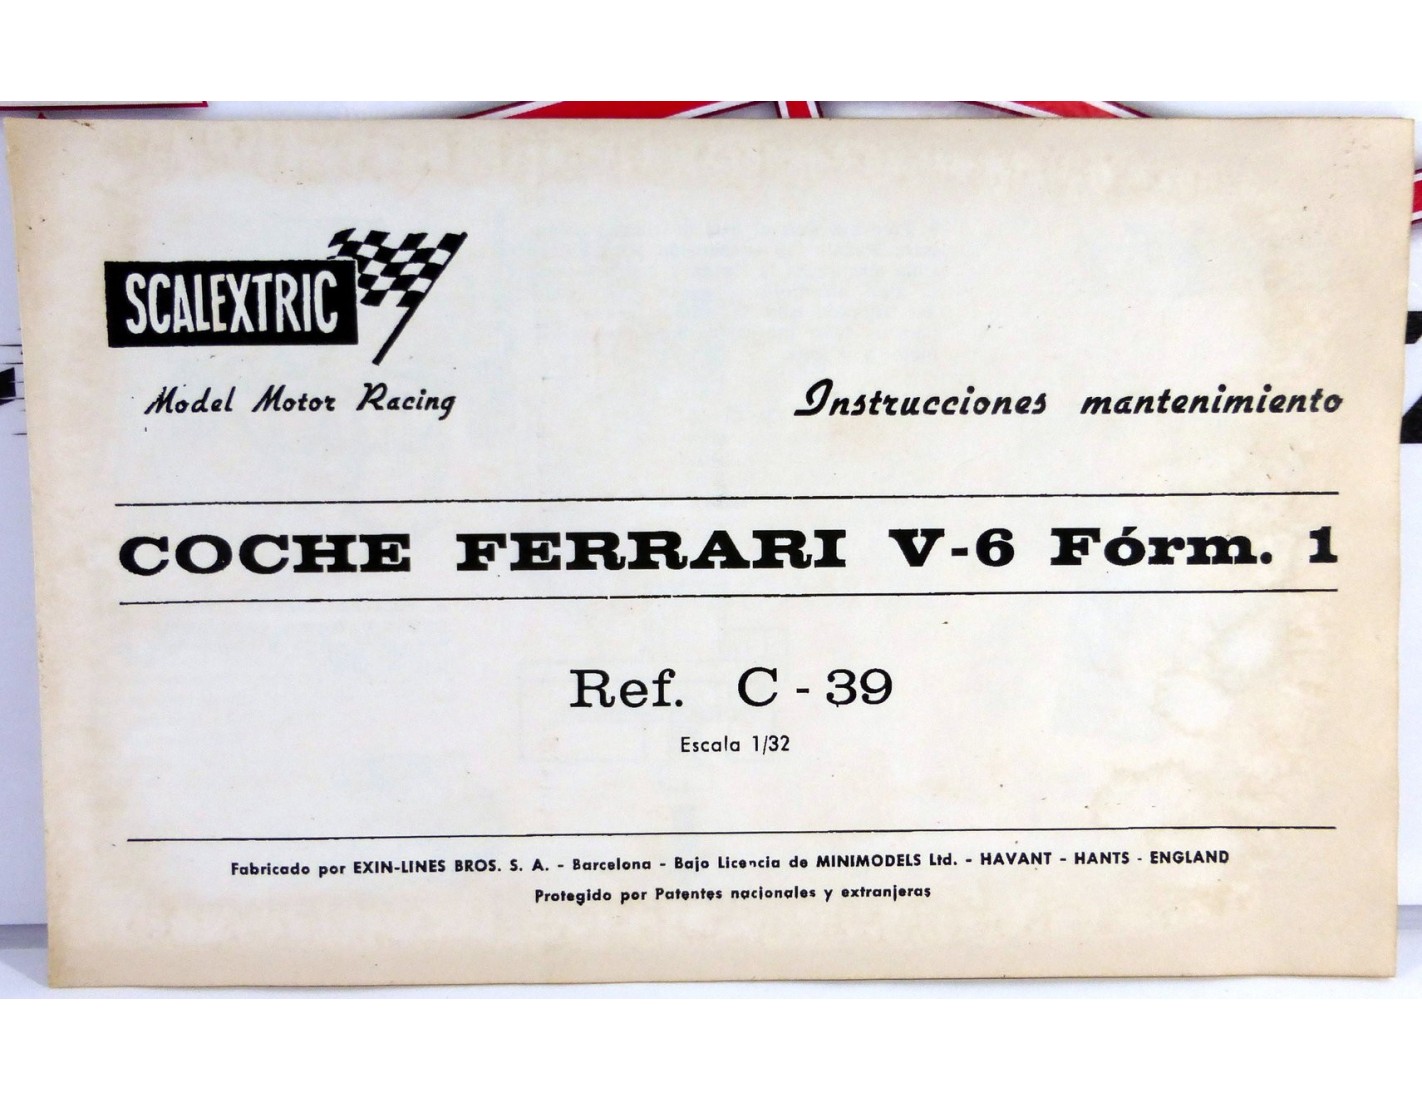 SCALEXTRIC
Model Motor Racing
Instrucciones mantenimiento
COCHE FERRARI V-6 Fórm. 1
Ref. C - 39
Escala 1/32
Fabricado por EXIN-LINES BROS. S. A. - Barcelona - Bajo Licencia de MINIMODELS Ltd. - HAVANT - HANTS - ENGLAND
Protegido por Patentes nacionales y extranjeras